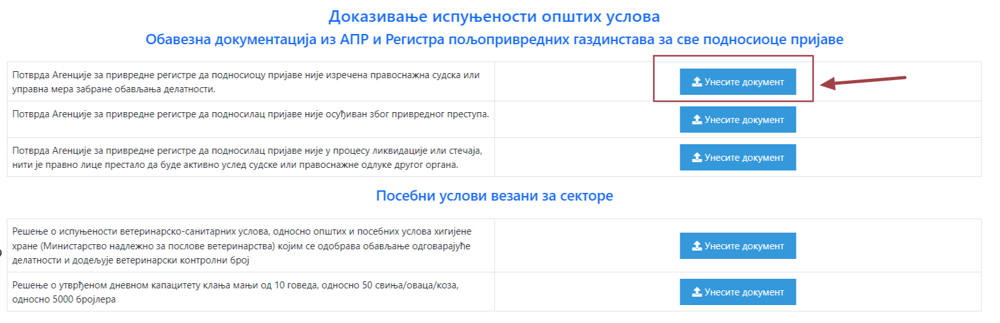 Доказивање испуњености општих услова
Обавезна документација из АПР и Регистра пољопривредних газдинстава за све подносиоце пријаве
Потврда Агенције за привредне регистре да подносиоцу пријаве није изречена правоснажна судска или
управна мера забране обављања делатности.
Унесите документ
Потврда Агенције за привредне регистре да подносилац пријаве није осуђиван због привредног преступа.
Унесите документ
Потврда Агенције за привредне регистре да подносилац пријаве није у процесу ликвидације или стечаја,
нити је правно лице престало да буде активно услед судске или правоснажне одлуке другог органа.
Унесите документ
Посебни услови везани за секторе
Решење о испуњености ветеринарско-санитарних услова, односно општих и посебних услова хигијене
хране (Министарство надлежно за послове ветеринарства) којим се одобрава обављање одговарајуће
делатности и додељује ветеринарски контролни број
Унесите документ
Решење о утврђеном дневном капацитету клања мањи од 10 говеда, односно 50 свиња/оваца/коза,
односно 5000 бројлера
Унесите документ